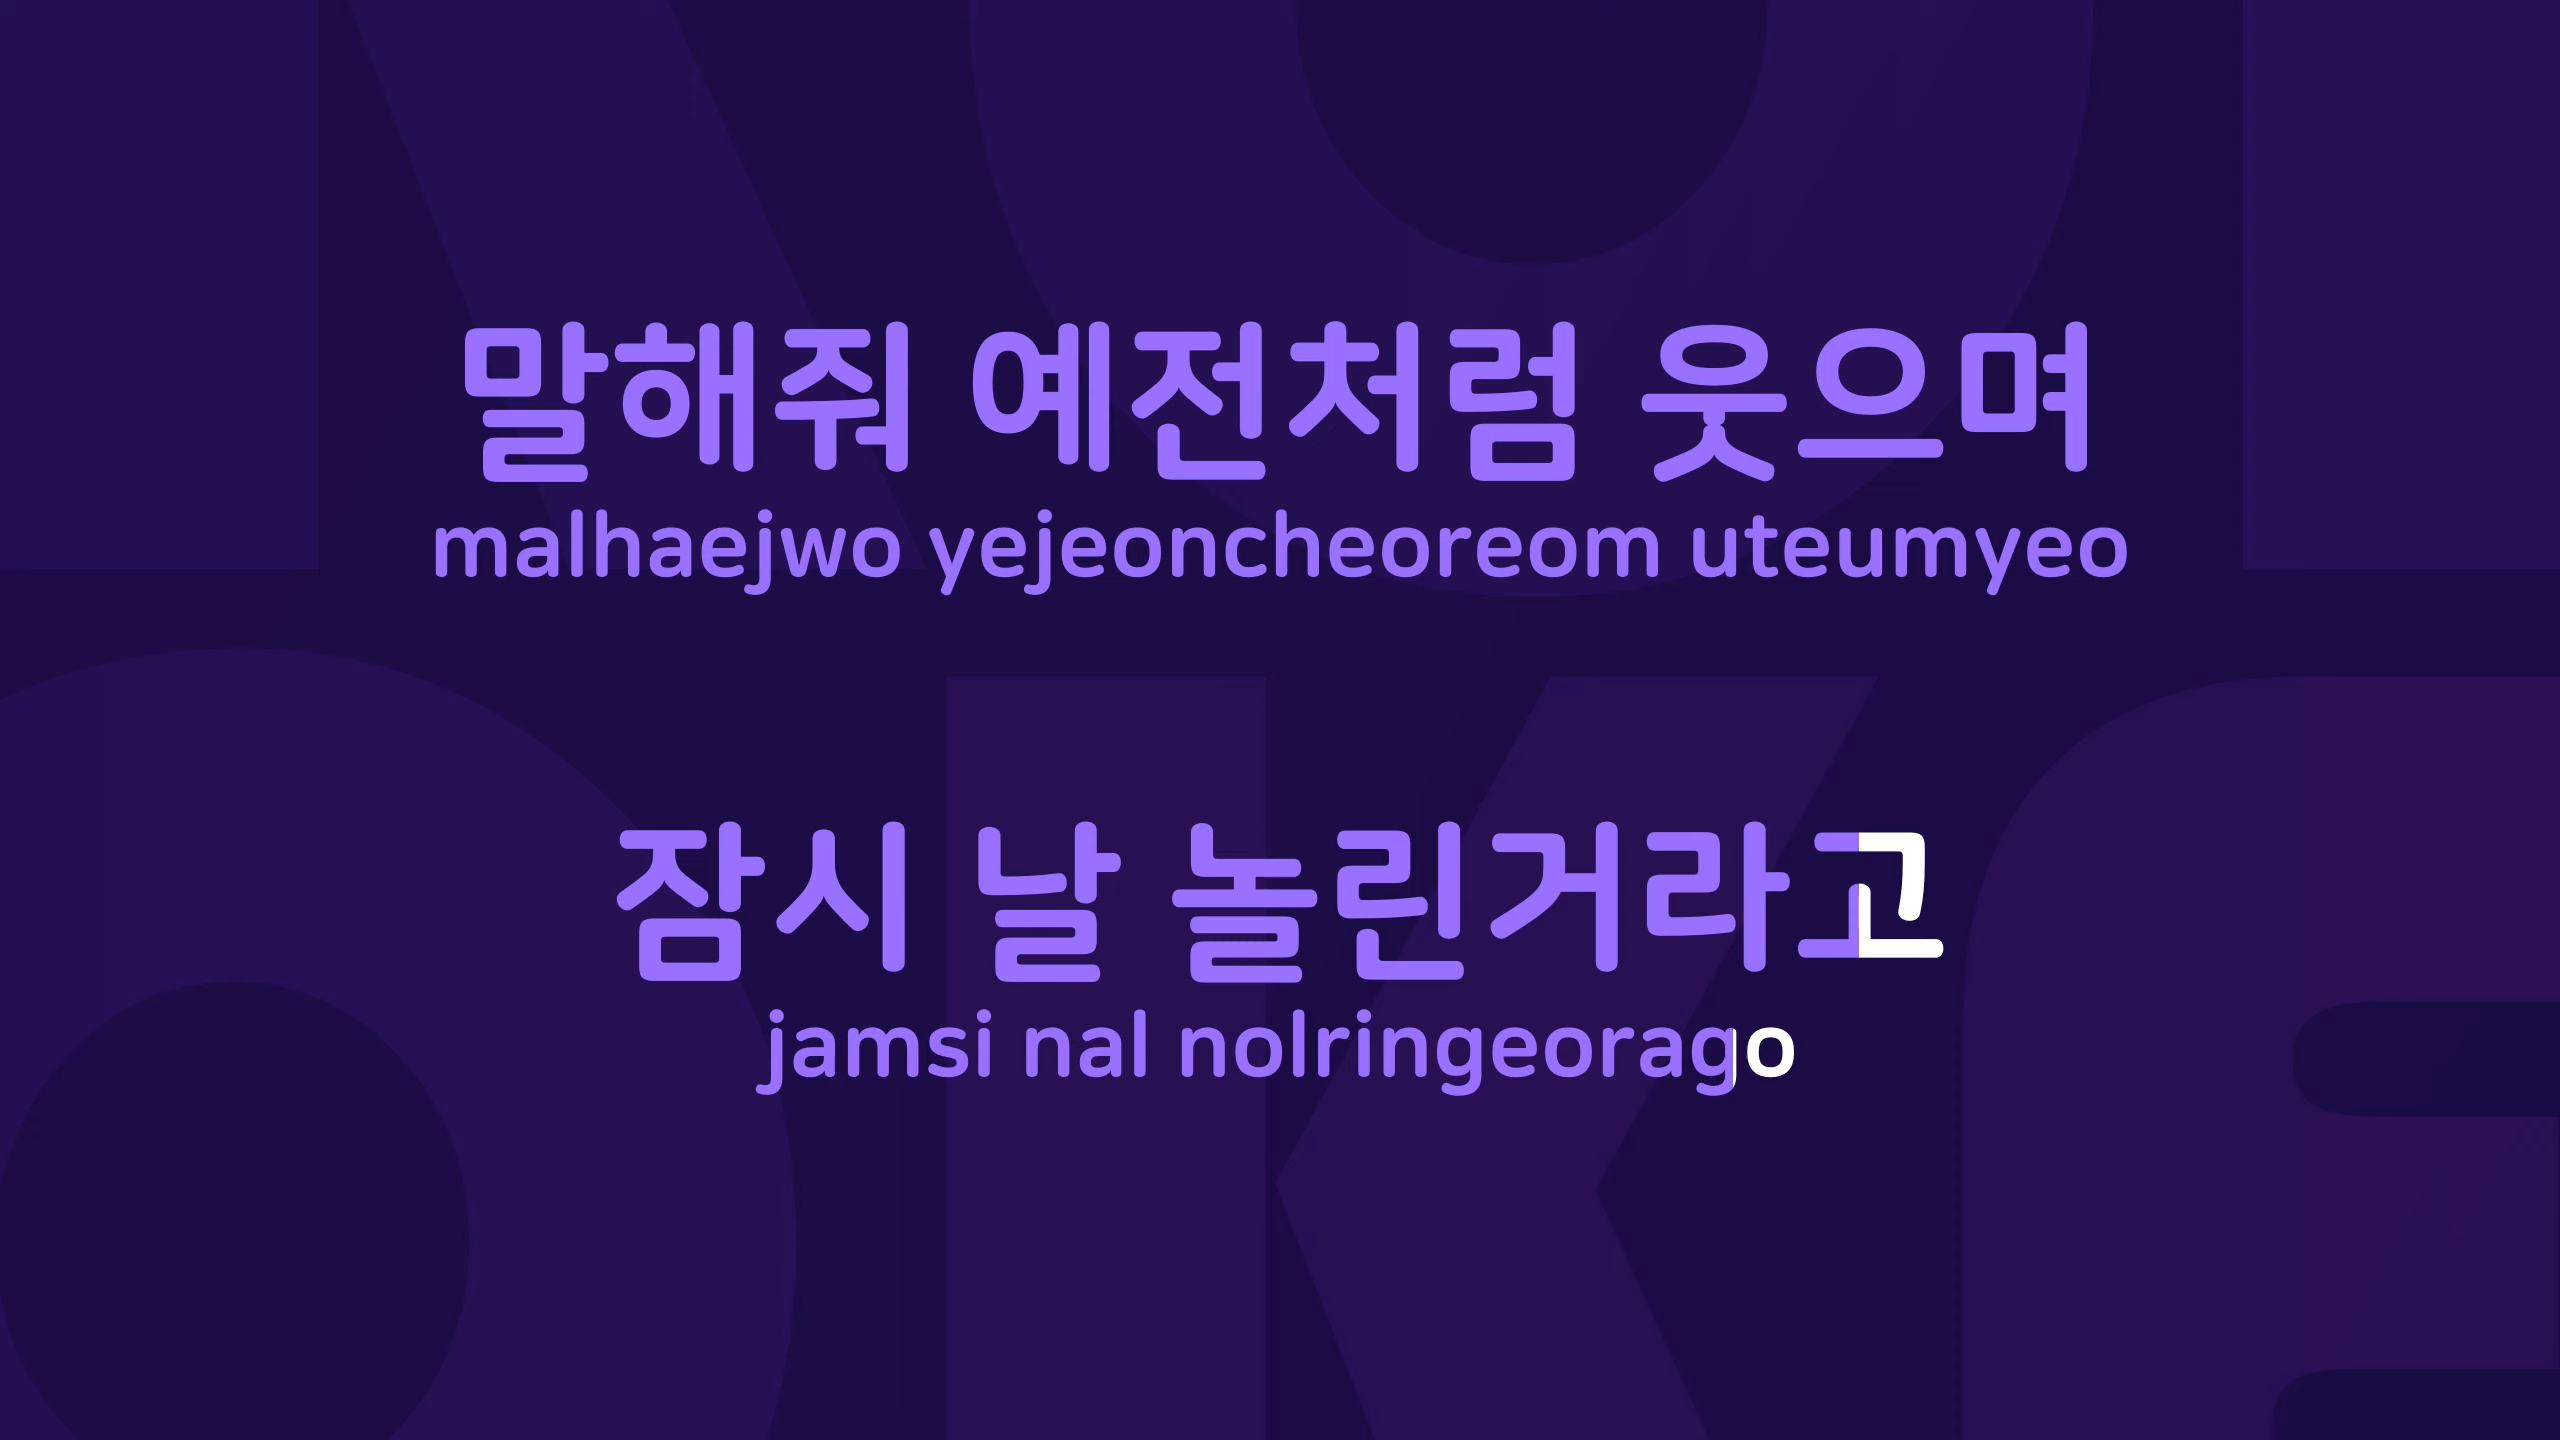 말해줘 예전처럼 웃으며
malhaejwo yejeoncheoreom uteumyeo
잠시 날 놀린거라고
jamsi nal nolringeorago